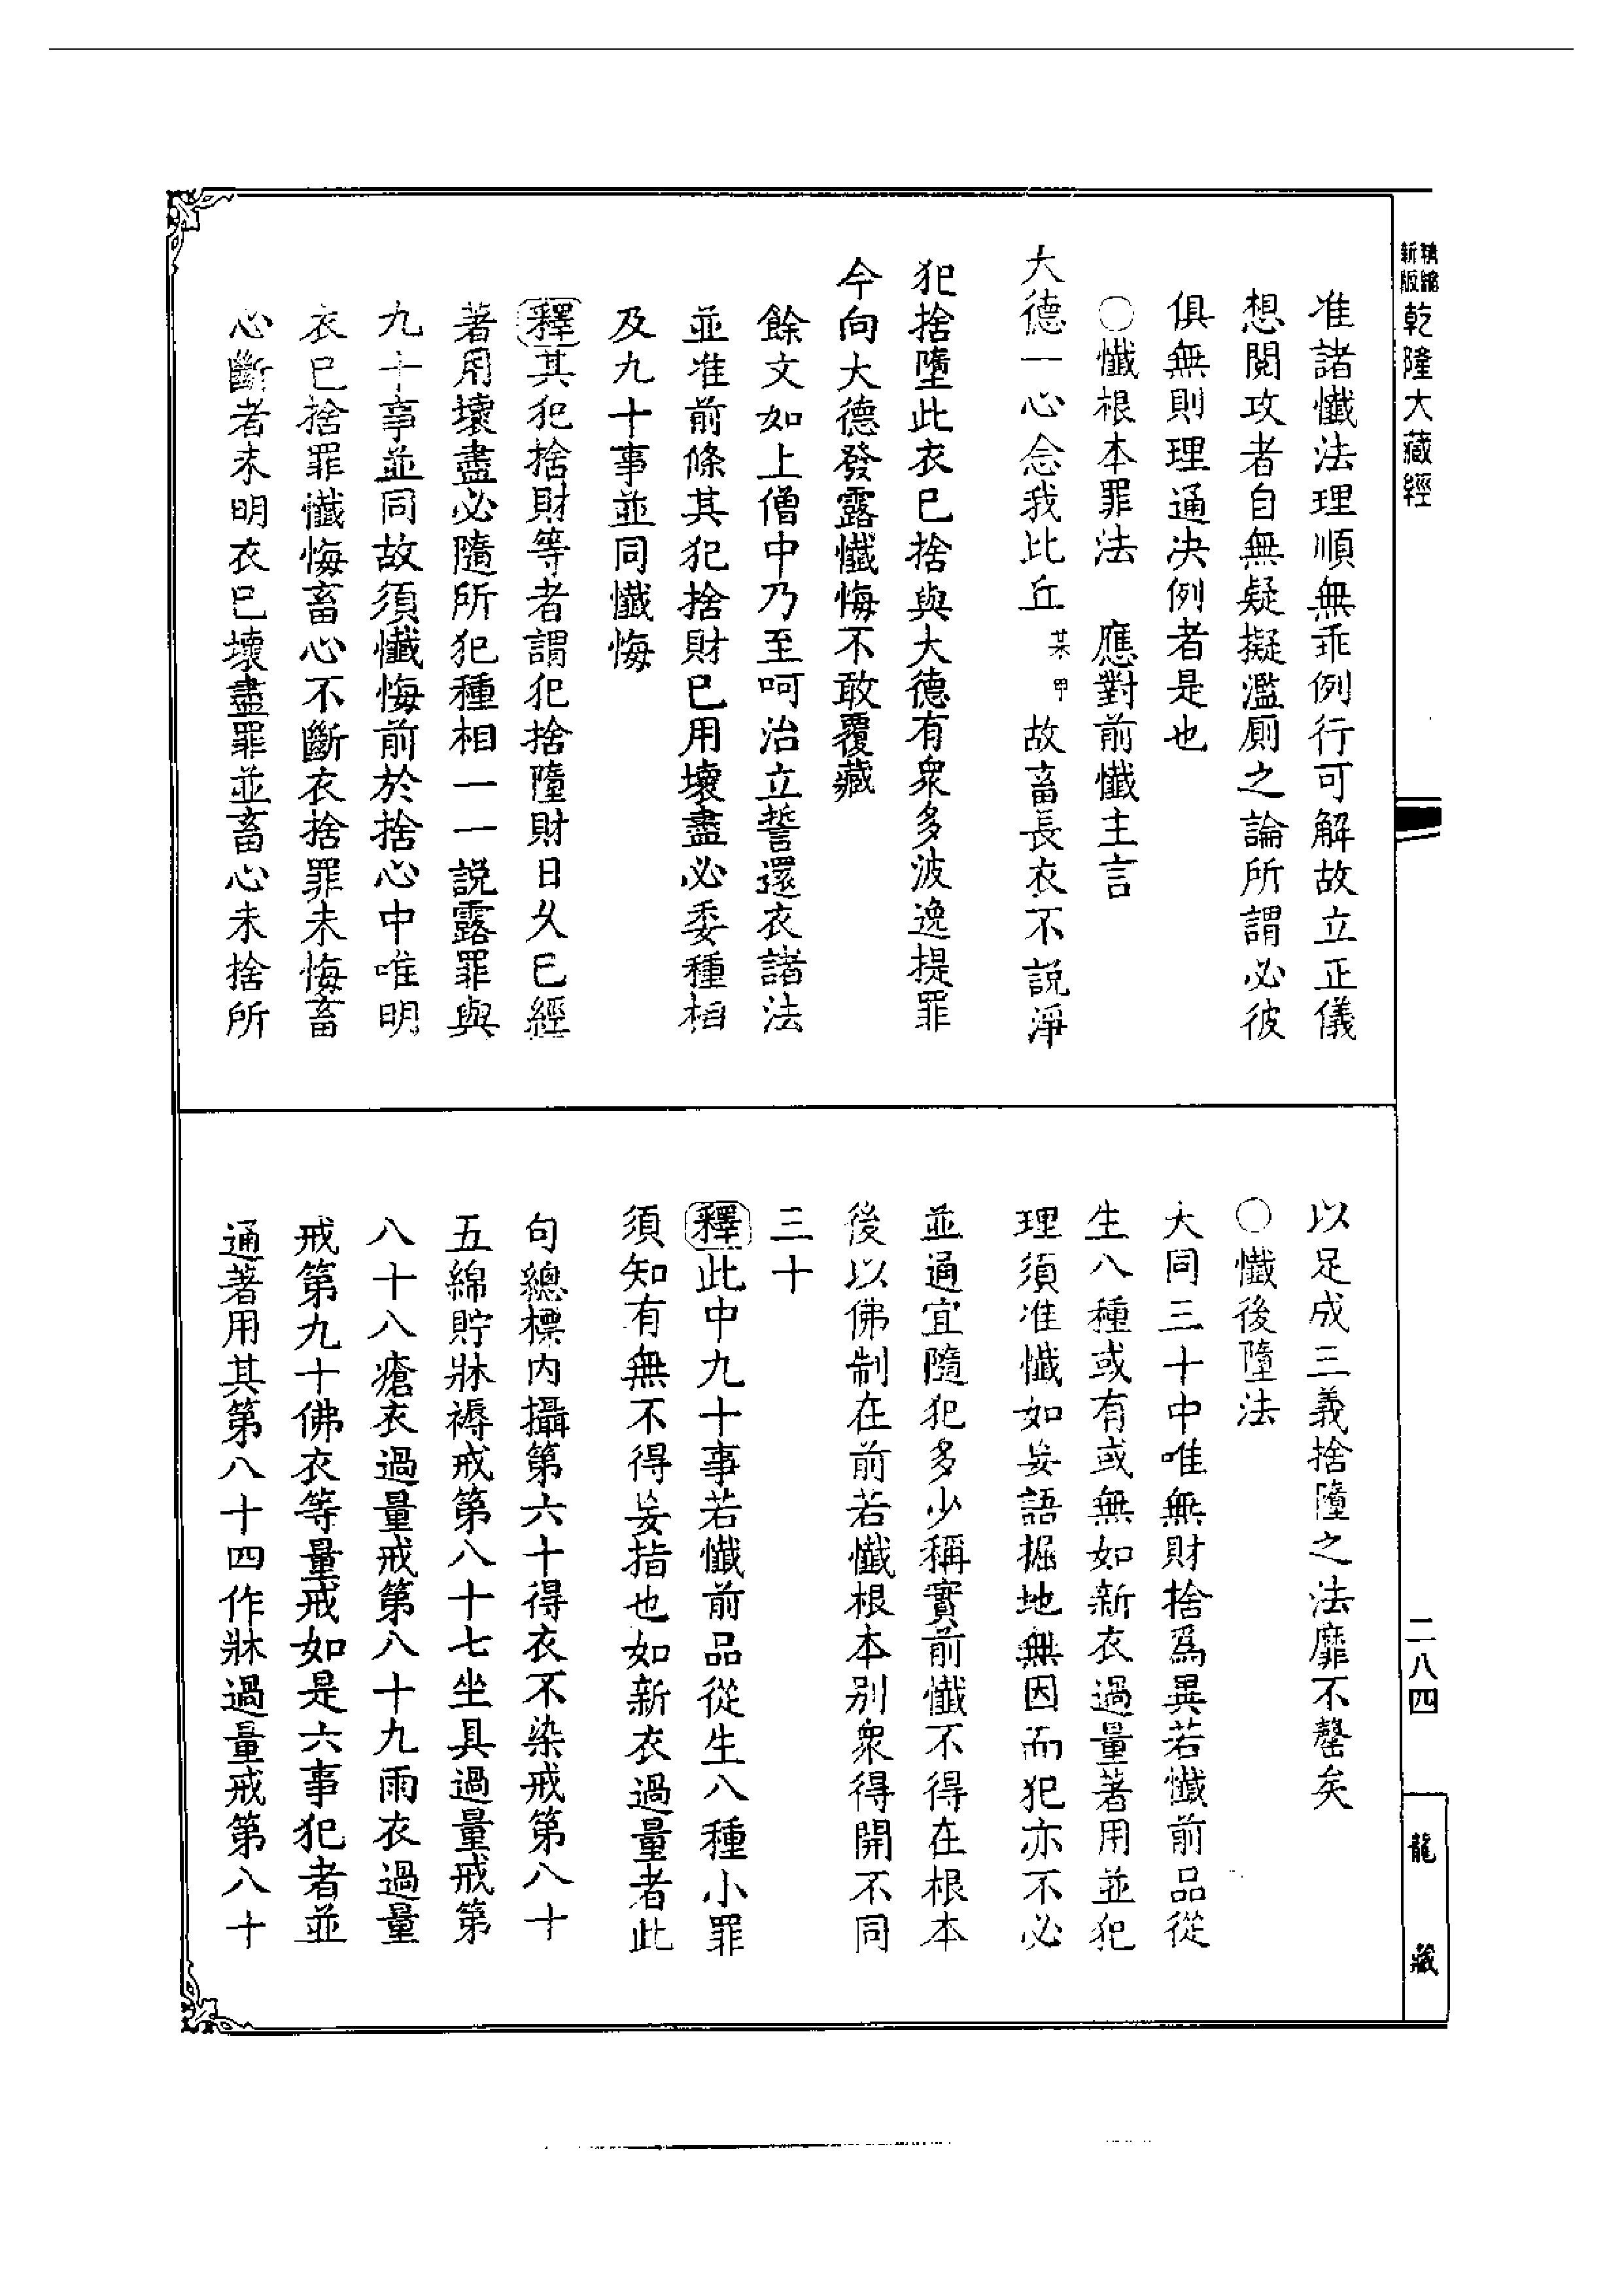 精縮新版
乾隆大藏經
准諸懺法理順無乖例行可解故立正儀
想閱攻者自無疑擬濫廁之論所謂必彼
俱無則理通決例者是也
○懺根本罪法　應對前懺主言
大德一心念我比丘某甲故畜長衣不說淨
犯捨墮此衣已捨與大德有衆多波逸提罪
今向大德發露懺悔不敢覆藏
餘文如上僧中乃至呵治立誓還衣諸法
並准前條其犯捨財已用壞盡必委種相
及九十事並同懺悔
釋其犯捨財等者謂犯捨墮財日久已經
著用壞盡必隨所犯種相一一說露罪與
九十事並同故須懺悔前於捨心中唯明
衣已捨罪懺悔畜心不斷衣捨罪未悔畜
心斷者未明衣已壞盡罪並畜心未捨所
以足成三義捨墮之法靡不罄矣
○懺後墮法
大同三十中唯無財捨爲異若懺前品從
生八種或有或無如新衣過量著用並犯
理須准懺如妄語掘地無因而犯亦不必
並通宜隨犯多少稱實前懺不得在根本
後以佛制在前若懺根本別衆得開不同
三十
釋此中九十事若懺前品從生八種小罪
須知有無不得妄指也如新衣過量者此
句總標內攝第六十得衣不染戒第八十
五綿貯牀褥戒第八十七坐具過量戒第
八十八瘡衣過量戒第八十九雨衣過量
戒第九十佛衣等量戒如是六事犯者並
通著用其第八十四作牀過量戒第八十
二八四
龍藏